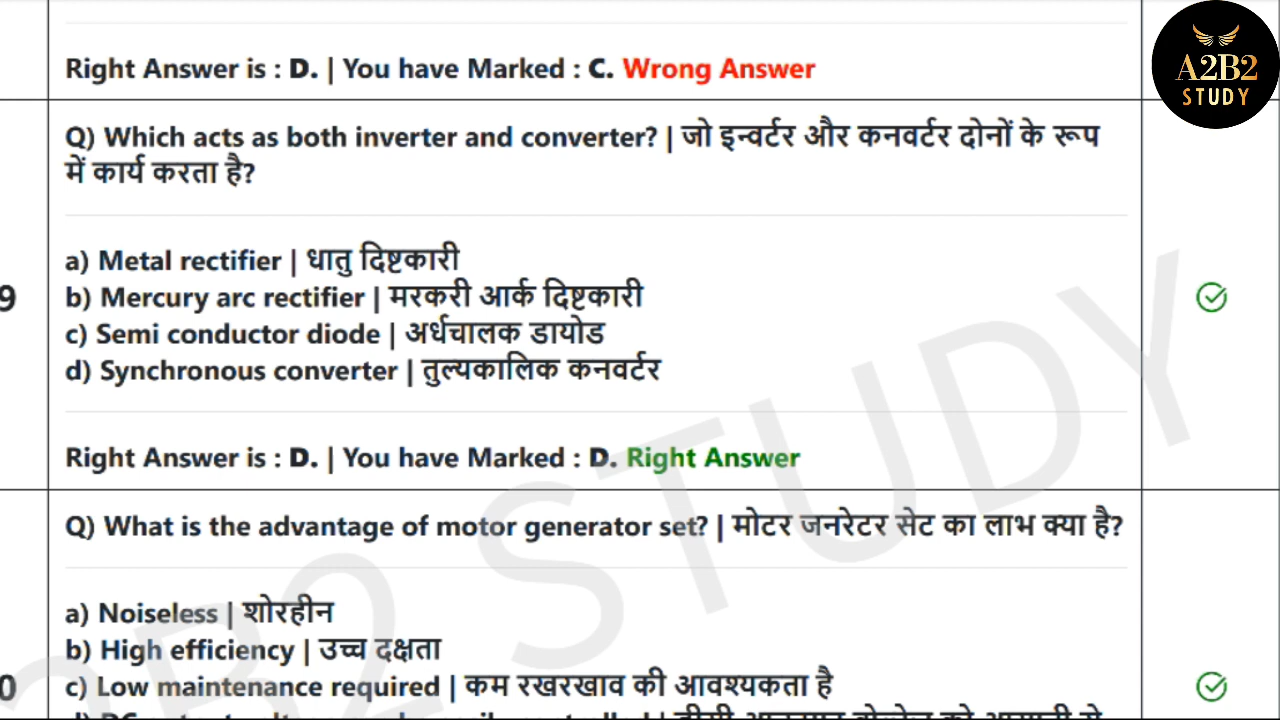 Right Answer is : D. | You have Marked : C. Wrong Answer
A2B2
STUDY
Q) Which acts as both inverter and converter? | जो इन्वर्टर और कनवर्टर दोनों के रूप
में कार्य करता है?
a) Metal rectifier | धातु दिष्टकारी
9
b) Mercury arc rectifier | मरकरी आर्क दिष्टकारी
c) Semi conductor diode | अर्धचालक डायोड
d) Synchronous converter | तुल्यकालिक कनवर्टर
Right Answer is : D. | You have Marked : D. Right Answer
Q) What is the advantage of motor generator set? | मोटर जनरेटर सेट का लाभ क्या है?
a) Noiseless | शोरहीन
b) High efficiency | उच्च दक्षता
0
c) Low maintenance required | कम रखरखाव की आवश्यकता है
2B2 STUDY